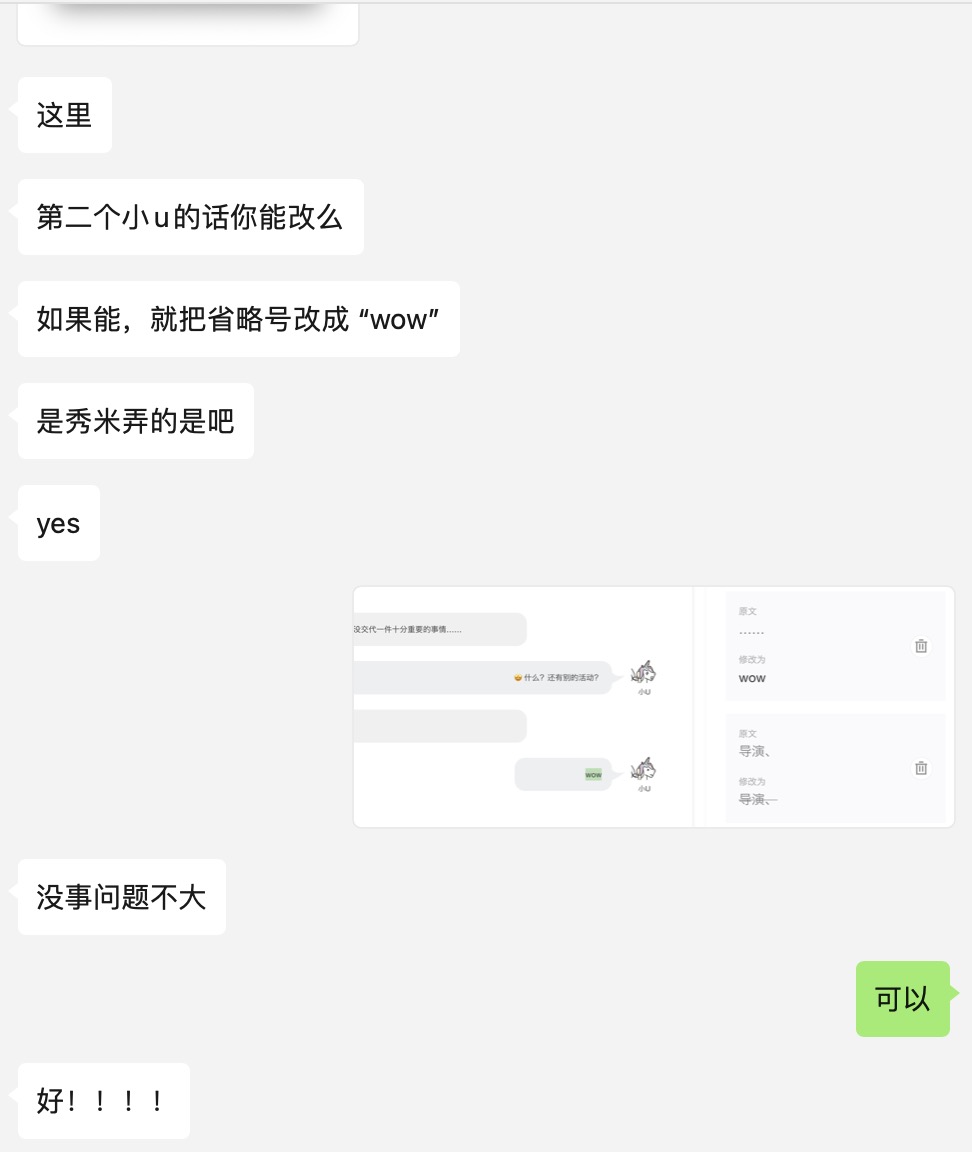 这里
第二个小u的话你能改么
如果能，就把省略号改成 “wow”
是秀米弄的是吧
yes
没交代一件十分重要的事情……
什么？还有别的活动？
小U
wow
小U
原文
……
修改为
wow
原文
导演、
修改为
导演、
没事问题不大
可以
好！！！！